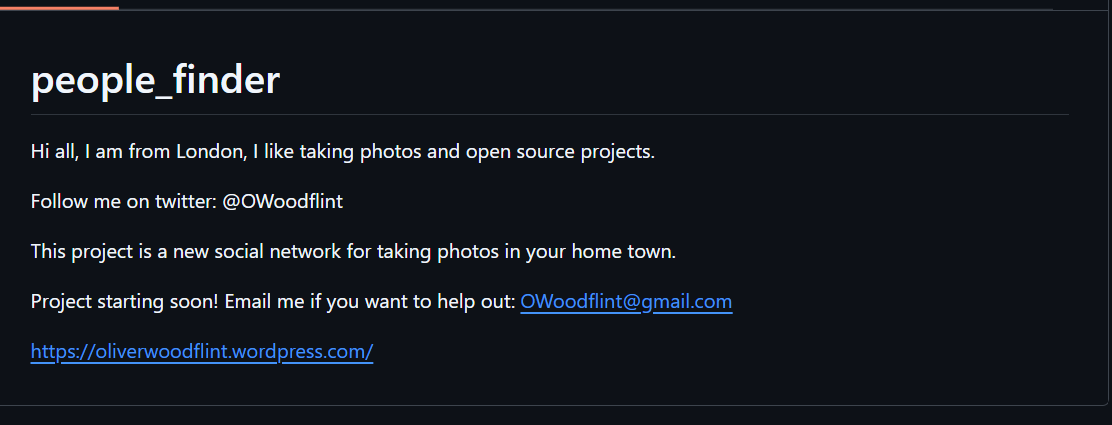 people_finder
Hi all, I am from London, I like taking photos and open source projects.
Follow me on twitter: @OWoodflint
This project is a new social network for taking photos in your home town.
Project starting soon! Email me if you want to help out: OWoodflint@gmail.com
https://oliverwoodflint.wordpress.com/